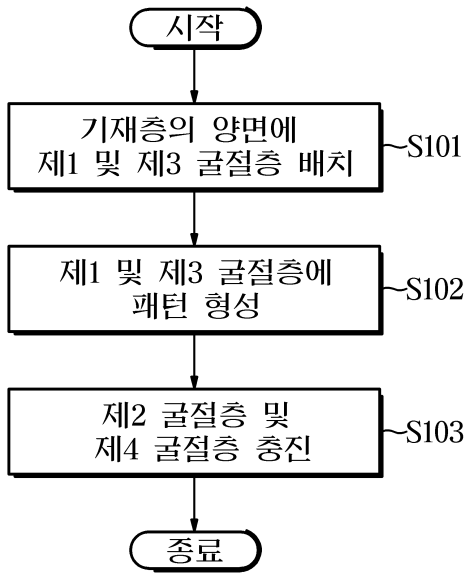 시작
기재층의 양면에
제1 및 제3 굴절층 배치
S101
제1 및 제3 굴절층에
패턴 형성
S102
제2 굴절층 및
제4 굴절층 충진
S103
종료